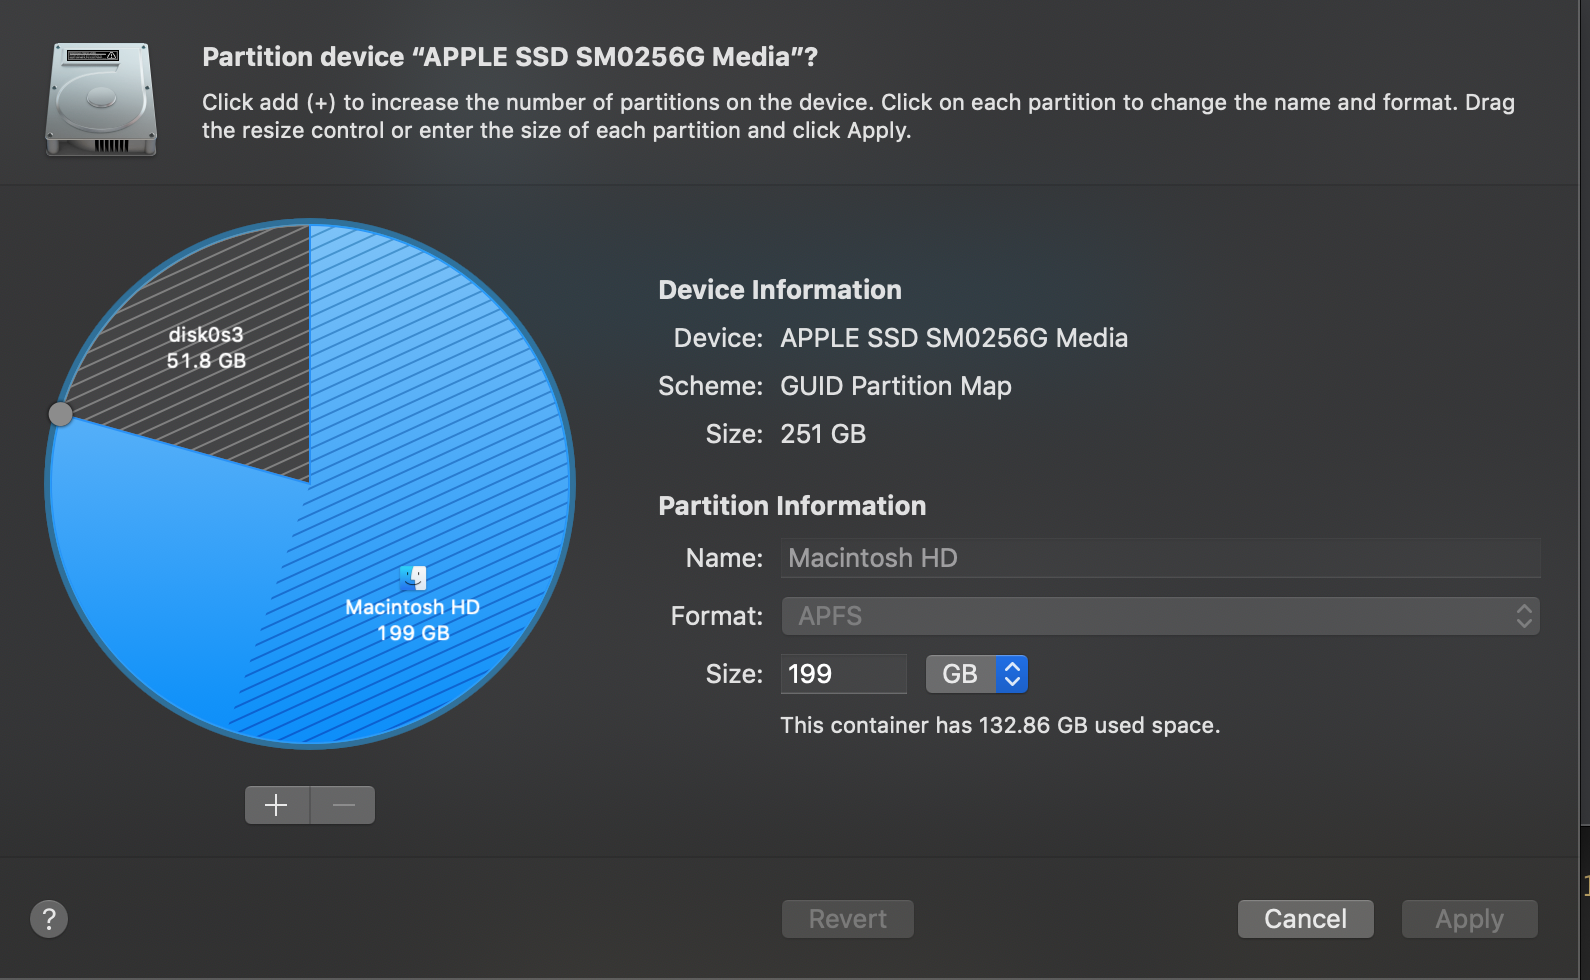 Partition device “APPLE SSD SM0256G Media”?
Click add (+) to increase the number of partitions on the device. Click on each partition to change the name and format. Drag
the resize control or enter the size of each partition and click Apply.
disk0s3
51.8 GB
Macintosh HD
199 GB
Device Information
Device: APPLE SSD SM0256G Media
Scheme: GUID Partition Map
Size: 251 GB
Partition Information
Name: Macintosh HD
Format: APFS
Size: 199 GB
This container has 132.86 GB used space.
?
Revert
Cancel
Apply